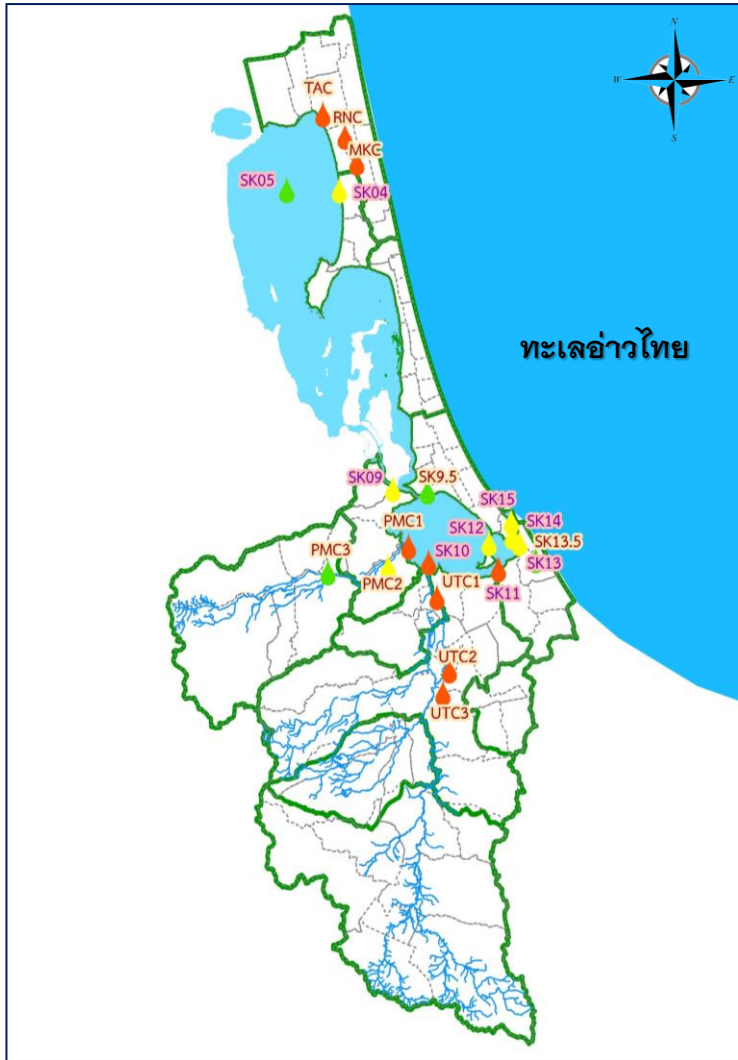 N
W
E
S
TAC
RNC
MKC
SK05
SK04
ทะเลอ่าวไทย
SK09
SK9.5
SK15
SK14
PMC1
SK12
SK13.5
PMC3
SK10
SK13
PMC2
UTC1
SK11
UTC2
UTC3